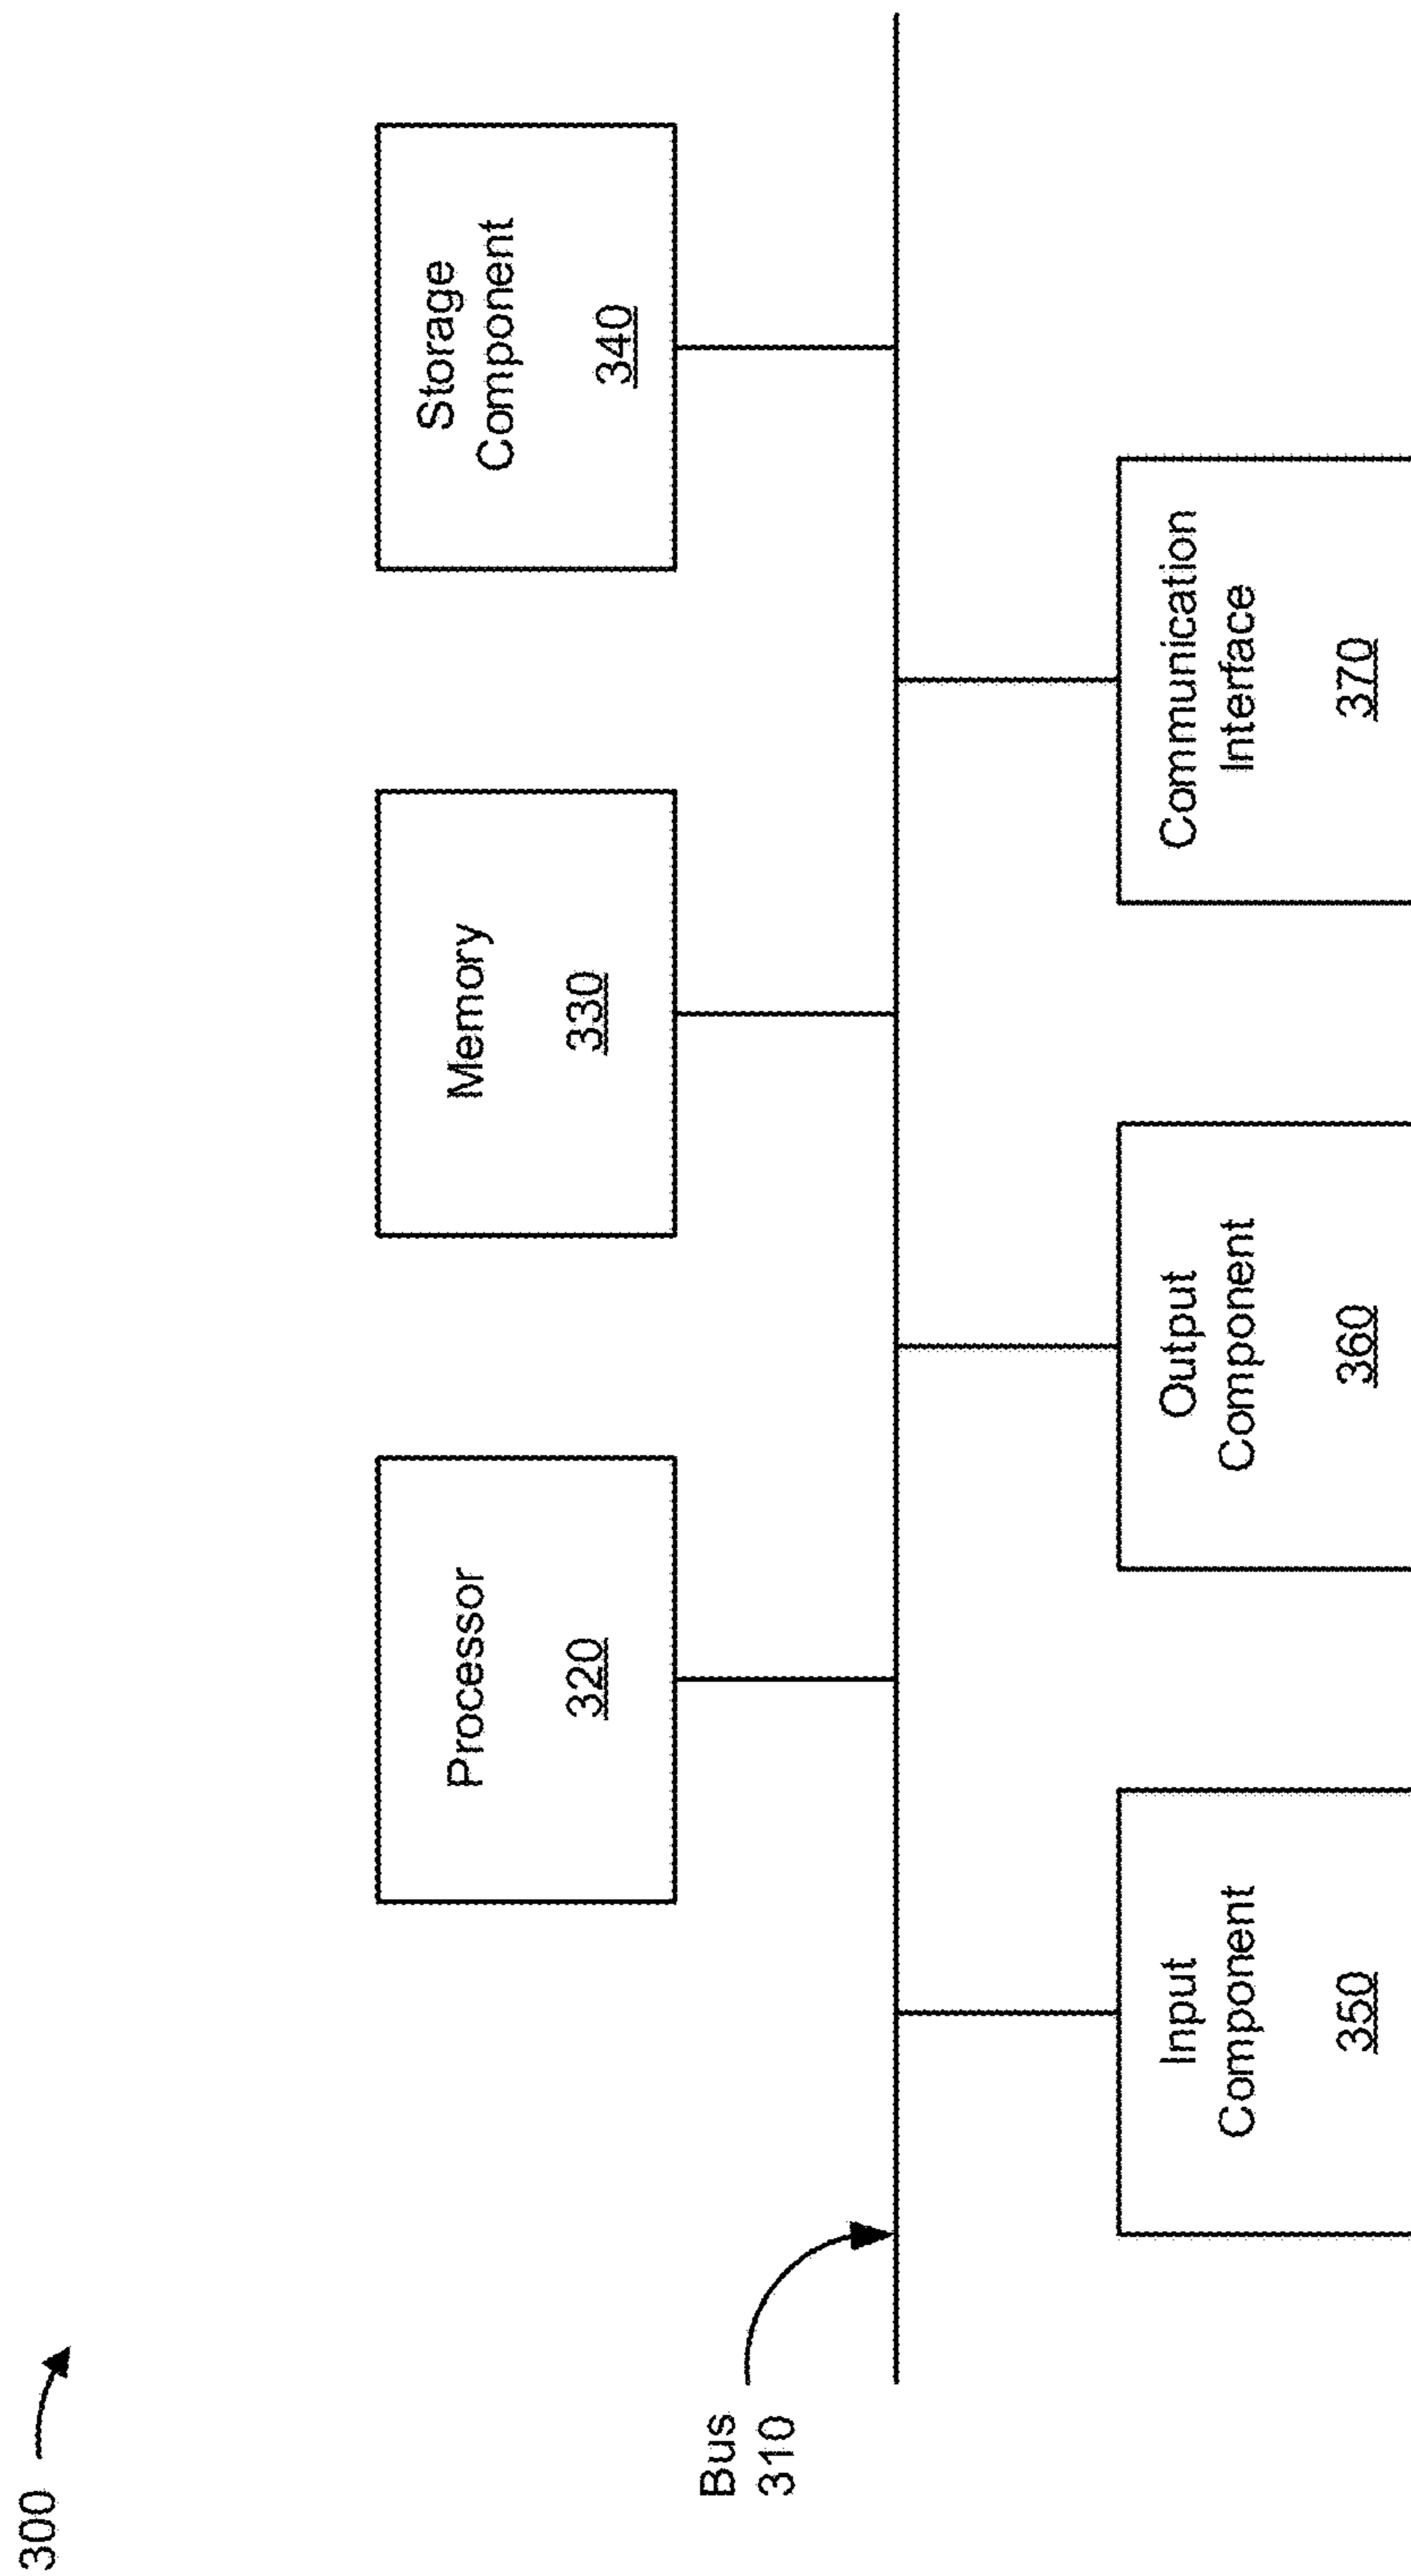 300
Bus
310
Processor
320
Memory
330
Storage
Component
340
Input
Component
350
Output
Component
360
Communication
Interface
370